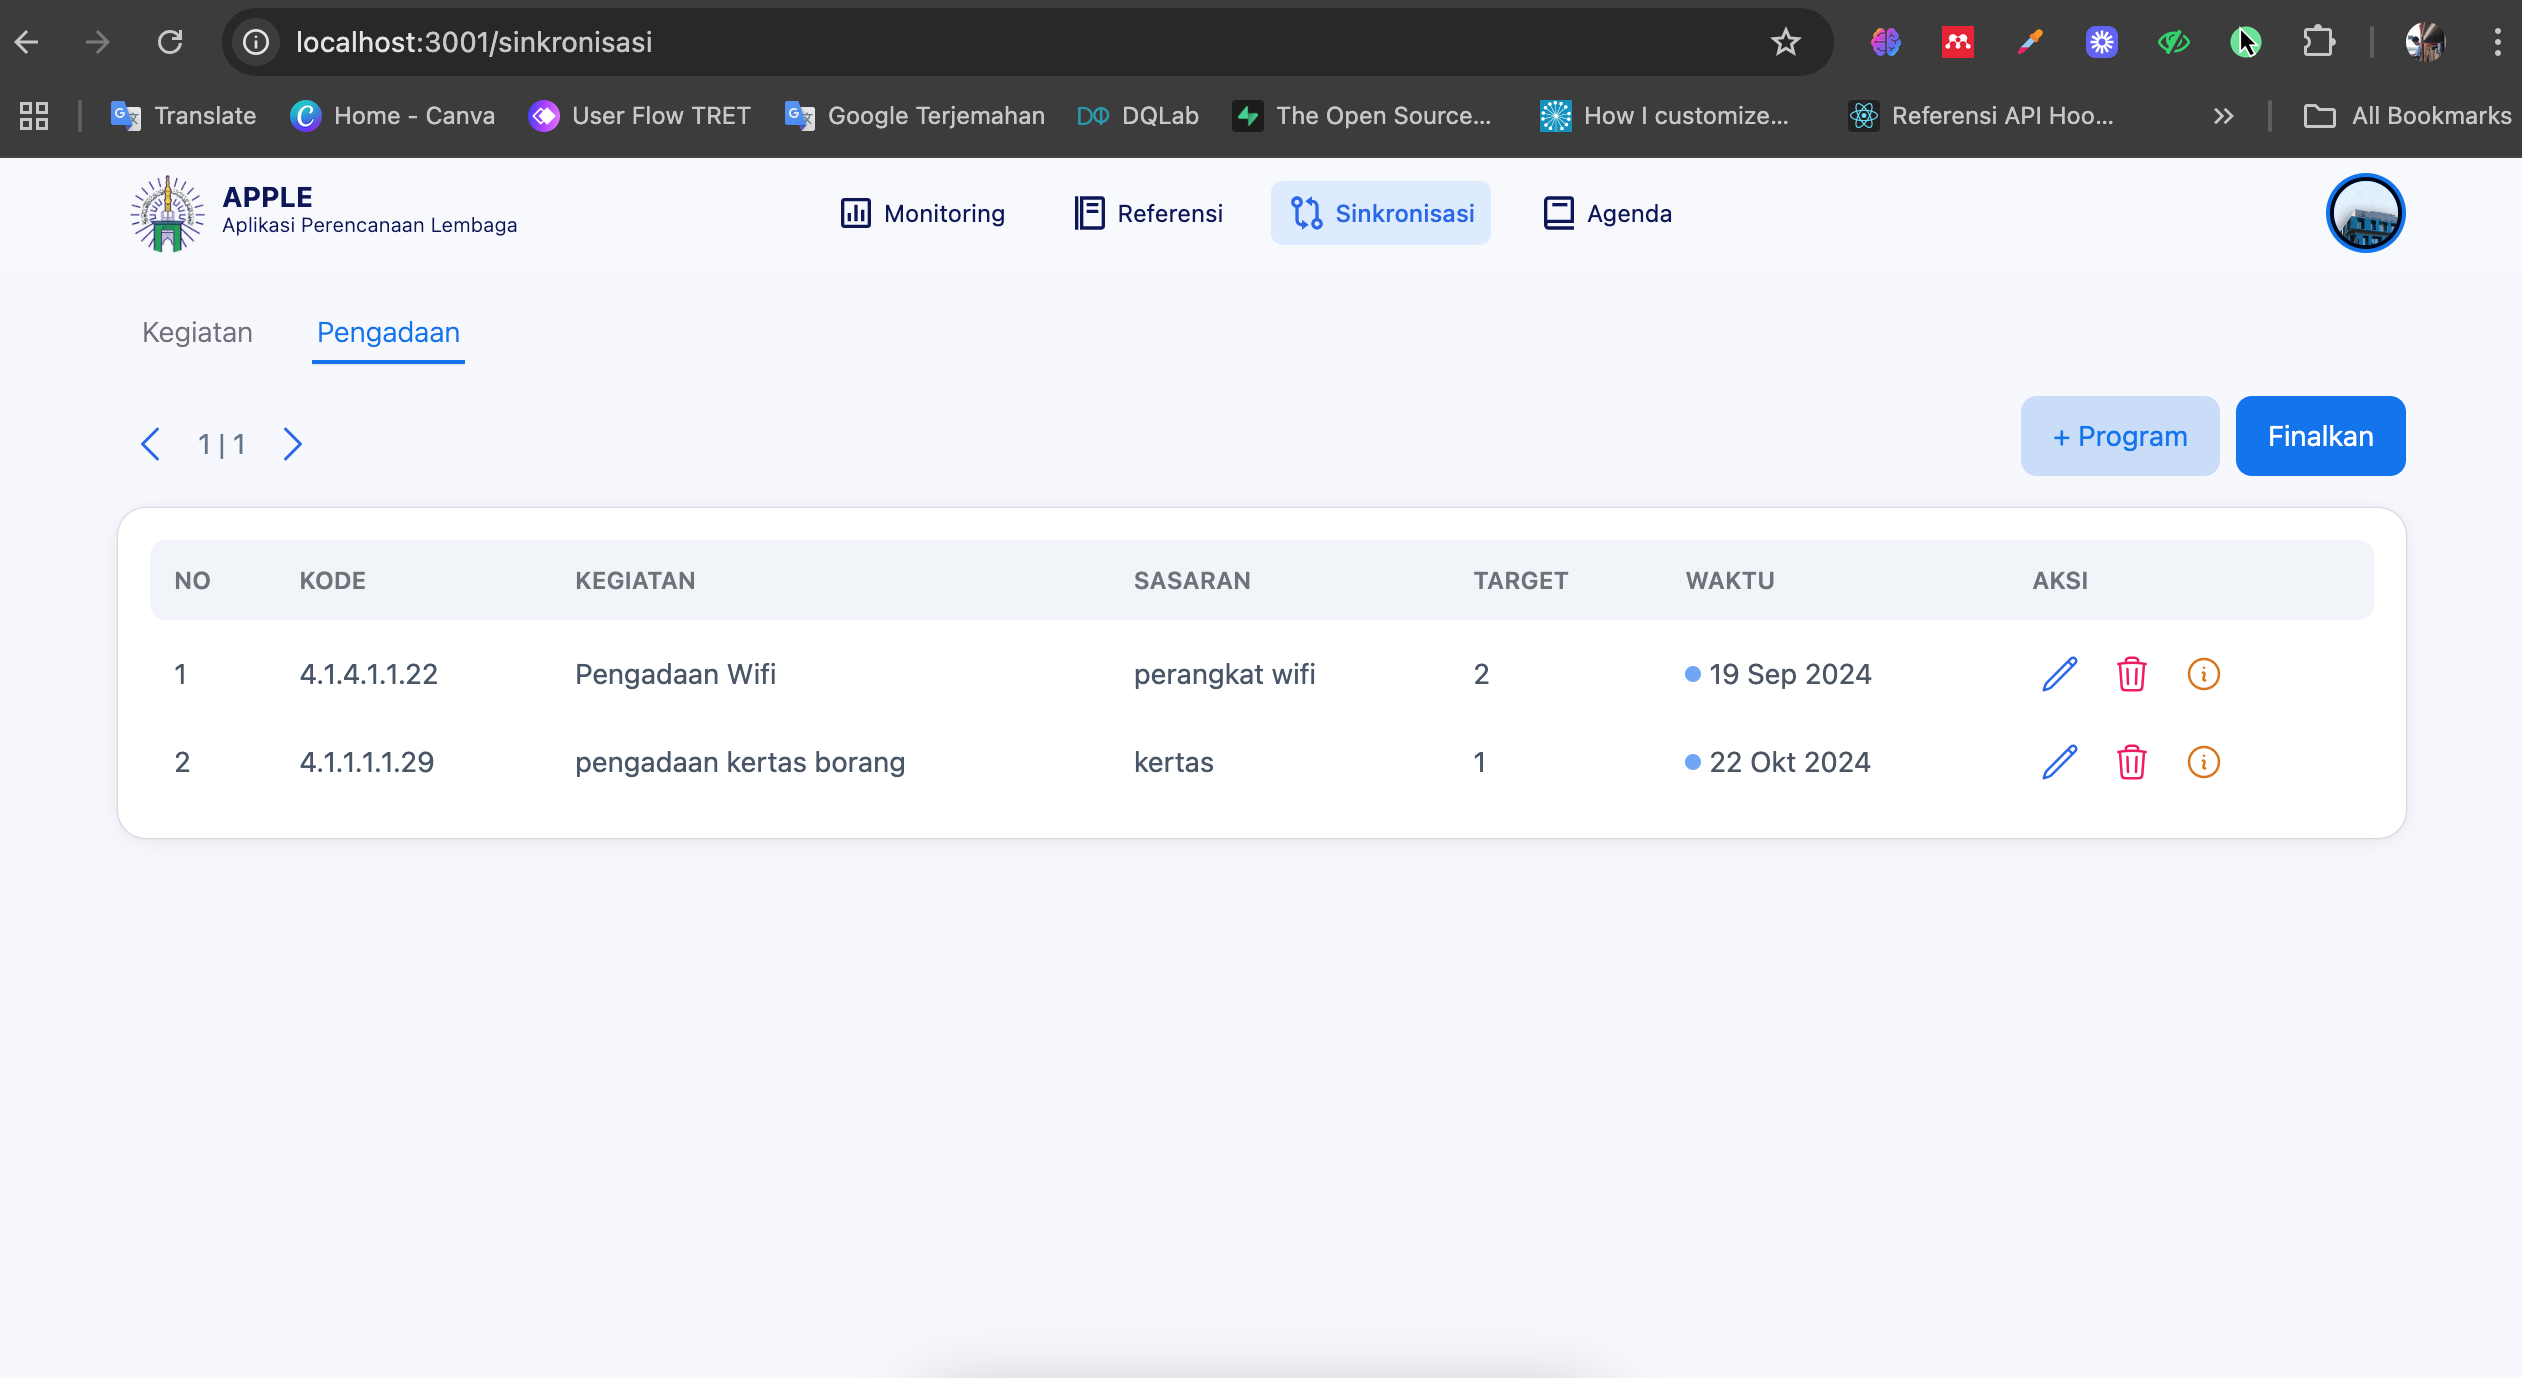 localhost:3001/sinkronisasi
Translate Home - Canva User Flow TRET Google Terjemahan DQLab The Open Source... How I customize... Referensi API Hoo... All Bookmarks
APPLE
Aplikasi Perencanaan Lembaga
Monitoring Referensi Sinkronisasi Agenda
Kegiatan Pengadaan
1 | 1
+ Program Finalkan
NO KODE KEGIATAN SASARAN TARGET WAKTU AKSI
1 4.1.4.1.1.22 Pengadaan Wifi perangkat wifi 2 19 Sep 2024
2 4.1.1.1.1.29 pengadaan kertas borang kertas 1 22 Okt 2024